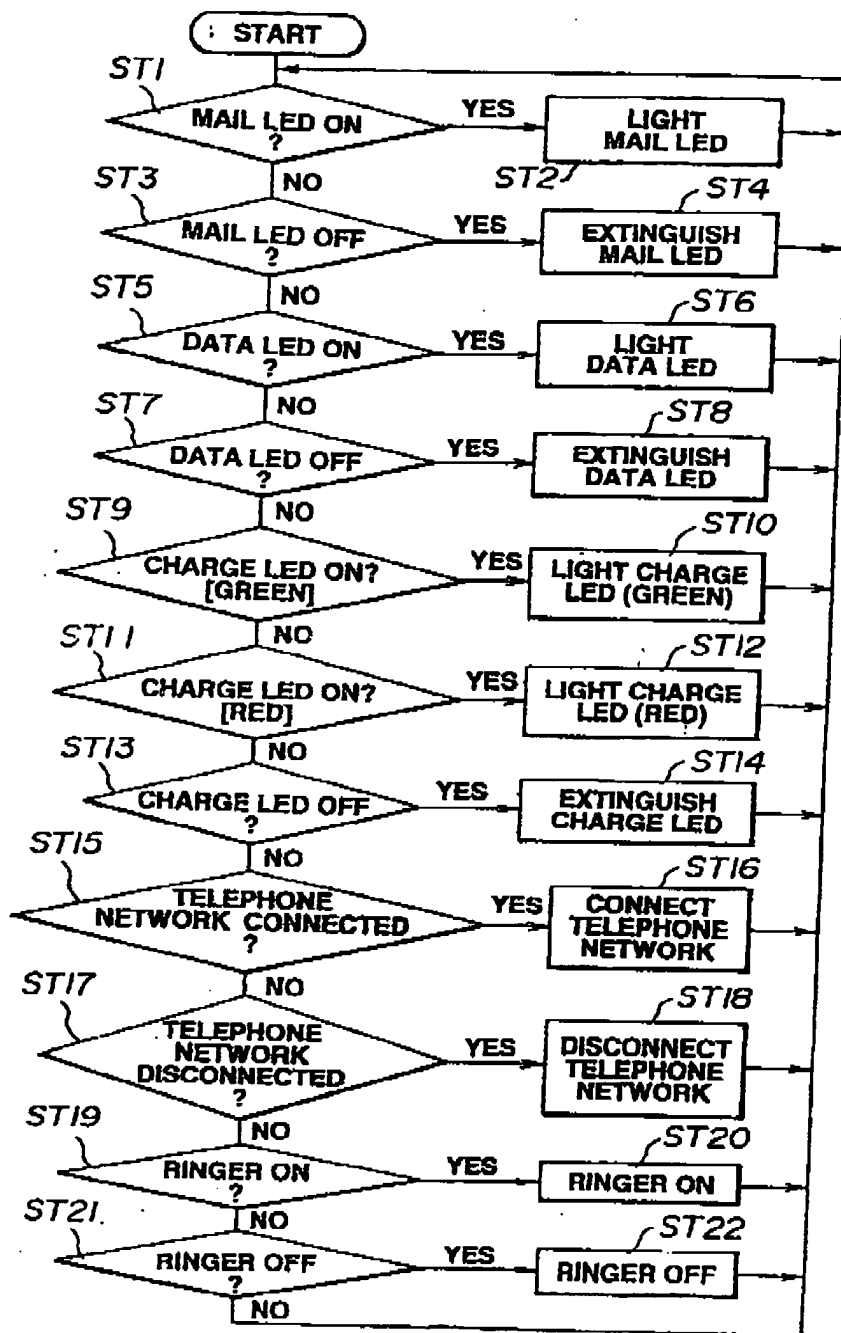 : START
ST1
MAIL LED ON
?
YES
LIGHT
MAIL LED
ST2
NO
ST3
MAIL LED OFF
?
YES
EXTINGUISH
MAIL LED
ST4
NO
ST5
DATA LED ON
?
YES
LIGHT
DATA LED
ST6
NO
ST7
DATA LED OFF
?
YES
EXTINGUISH
DATA LED
ST8
NO
ST9
CHARGE LED ON?
[GREEN]
YES
LIGHT CHARGE
LED (GREEN)
ST10
NO
ST11
CHARGE LED ON?
[RED]
YES
LIGHT CHARGE
LED (RED)
ST12
NO
ST13
CHARGE LED OFF
?
YES
EXTINGUISH
CHARGE LED
ST14
NO
ST15
TELEPHONE
NETWORK CONNECTED
?
YES
CONNECT
TELEPHONE
NETWORK
ST16
NO
ST17
TELEPHONE
NETWORK
DISCONNECTED
?
YES
DISCONNECT
TELEPHONE
NETWORK
ST18
NO
ST19
RINGER ON
?
YES
RINGER ON
ST20
NO
ST21.
RINGER OFF
?
YES
RINGER OFF
ST22
NO